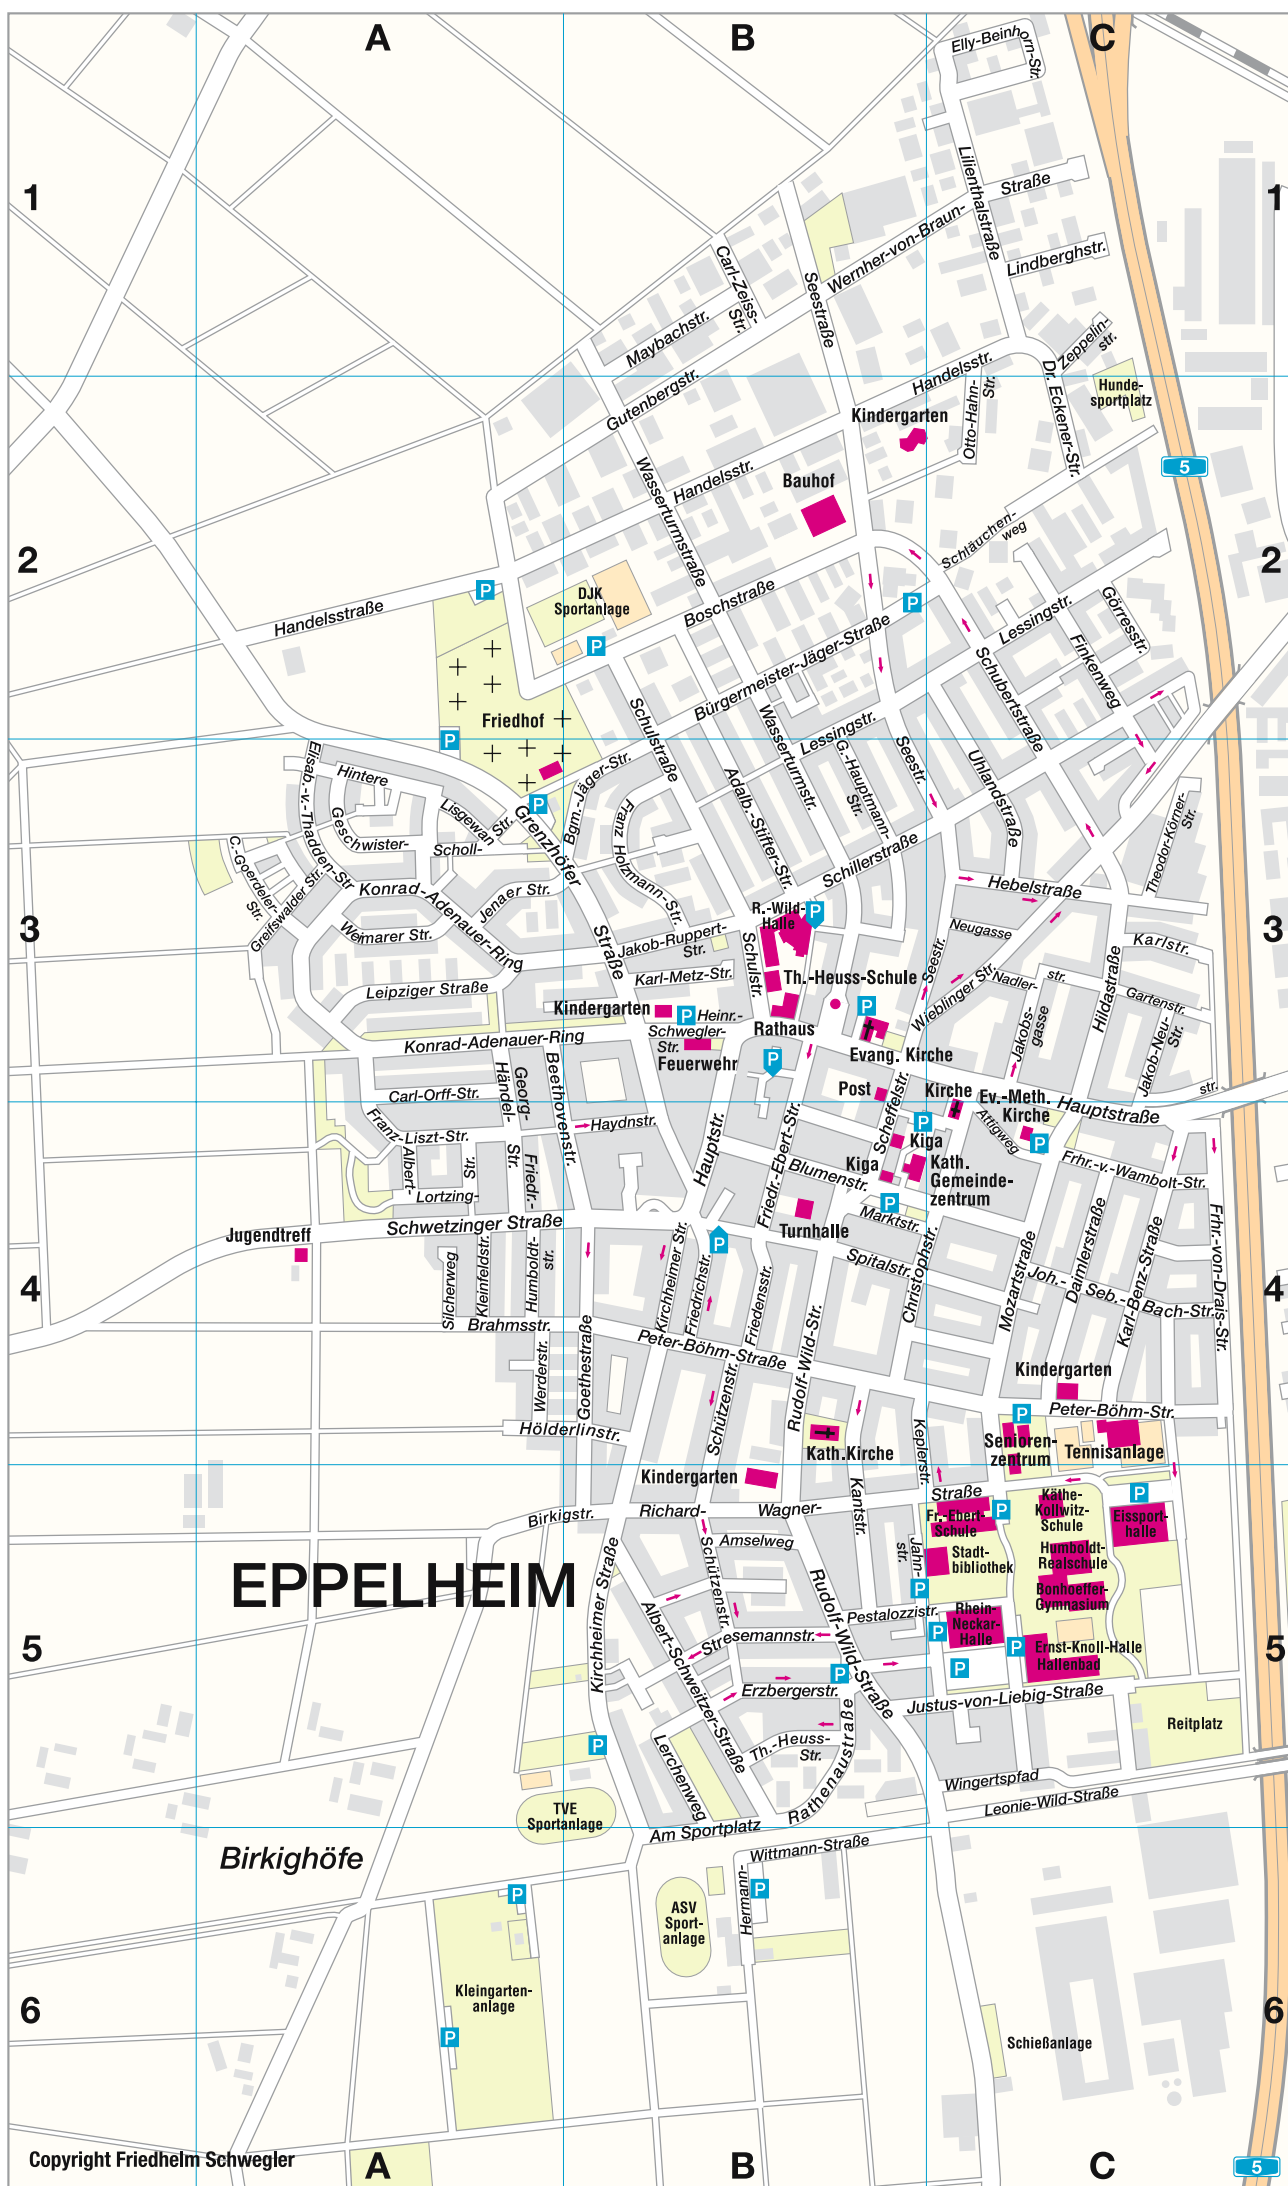 A
B
C
1
1
2
2
3
3
4
4
5
5
6
6
A
B
C
Elly-Beinhorn-Str.
Lilienthalstraße
Wernher-von-Braun-
Straße
Lindberghstr.
Carl-Zeiss-
Str.
Seestraße
Maybachstr.
Gutenbergstr.
Handelsstr.
Zeppelin-
str.
Dr. Eckener-Str.
Hunde-
sportplatz
Otto-Hahn-
Str.
Kindergarten
5
Bauhof
Handelsstr.
Wasserturmstraße
Schläuchen-
weg
DJK
Sportanlage
P
P
P
Handelsstraße
Boschstraße
Bürgermeister-Jäger-Straße
Lessingstr.
Görresstr.
Finkenweg
Schubertstraße
Friedhof
P
P
Schulstraße
Wasserturmstr.
Lessingstr.
Adalb.-Stifter-Str.
G.-Hauptmann-
Str.
Seestr.
Uhlandstraße
Elisab.-v.-Thadden-Str
Hintere
Lisgewan
Str.
Geschwister-
Scholl-
Grenzhöfer
Straße
Bgm.-Jäger-Str.
Franz Holzmann-Str.
Schillerstraße
Theodor-Körner-
Str.
C.-Goerdeler-
Str.
Greifswalder Str.
Konrad-Adenauer-Ring
Jenaer Str.
Weimarer Str.
Leipziger Straße
Hebelstraße
R.-Wild-
Halle
P
Jakob-Ruppert-
Str.
Karl-Metz-Str.
Schulstr.
Th.-Heuss-Schule
Neugasse
Seestr.
Wieblinger Str.
Nadler-
str.
Karlstr.
Gartenstr.
Hildastraße
Jakobs-
gasse
Jakob-Neu-
Str.
Kindergarten
P
Heinr.-
Schwegler-
Str.
Feuerwehr
Rathaus
P
P
Evang. Kirche
Konrad-Adenauer-Ring
Carl-Orff-Str.
Händel-
Str.
Georg-
Friedr.-
Beethovenstr.
Haydnstr.
Franz-Liszt-Str.
Albert-
Lortzing-
Str.
Post
Kirche
Ev.-Meth.
Kirche
P
Hauptstraße
str.
Scheffelstr.
P
Attigweg
Kiga
Kiga
Kath.
Gemeinde-
zentrum
Frhr.-v.-Wambolt-Str.
Hauptstr.
Friedr.-Ebert-Str.
Blumenstr.
P
Marktstr.
Turnhalle
Spitalstr.
Christophstr.
Mozartstraße
Daimlerstraße
Karl-Benz-Straße
Joh.-
Seb.-
Bach-Str.
Frhr.-von-Drais-Str.
Jugendtreff
Schwetzinger Straße
P
Silcherweg
Kleinfeldstr.
Humboldt-
str.
Brahmsstr.
Werderstr.
Goethestraße
Hölderlinstr.
Kirchheimer Str.
Friedrichstr.
Friedensstr.
Peter-Böhm-Straße
Schützenstr.
Rudolf-Wild-Str.
Kath.Kirche
Kindergarten
Keplerstr.
Kindergarten
P
Peter-Böhm-Str.
Senioren-
zentrum
Tennisanlage
P
Birkigstr.
Richard-
Wagner-
Straße
Kantstr.
Amselweg
Fr.-Ebert-
Schule
P
Käthe-
Kollwitz-
Schule
Eissport-
halle
Jahn-
str.
Stadt-
bibliothek
P
Humboldt-
Realschule
Bonhoeffer-
Gymnasium
EPPELHEIM
Kirchheimer Straße
Schützenstr.
Albert-Schweitzer-Straße
Rudolf-Wild-Straße
Pestalozzistr.
Stresemannstr.
P
Rhein-
Neckar-
Halle
P
P
Ernst-Knoll-Halle
Hallenbad
P
Erzbergerstr.
Justus-von-Liebig-Straße
Reitplatz
P
Lerchenweg
Th.-Heuss-
Str.
Rathenaustraße
Wingertspfad
Leonie-Wild-Straße
TVE
Sportanlage
Am Sportplatz
Hermann-
Wittmann-Straße
Birkighöfe
P
P
ASV
Sport-
anlage
Kleingarten-
anlage
P
Schießanlage
5
Copyright Friedhelm Schwegler